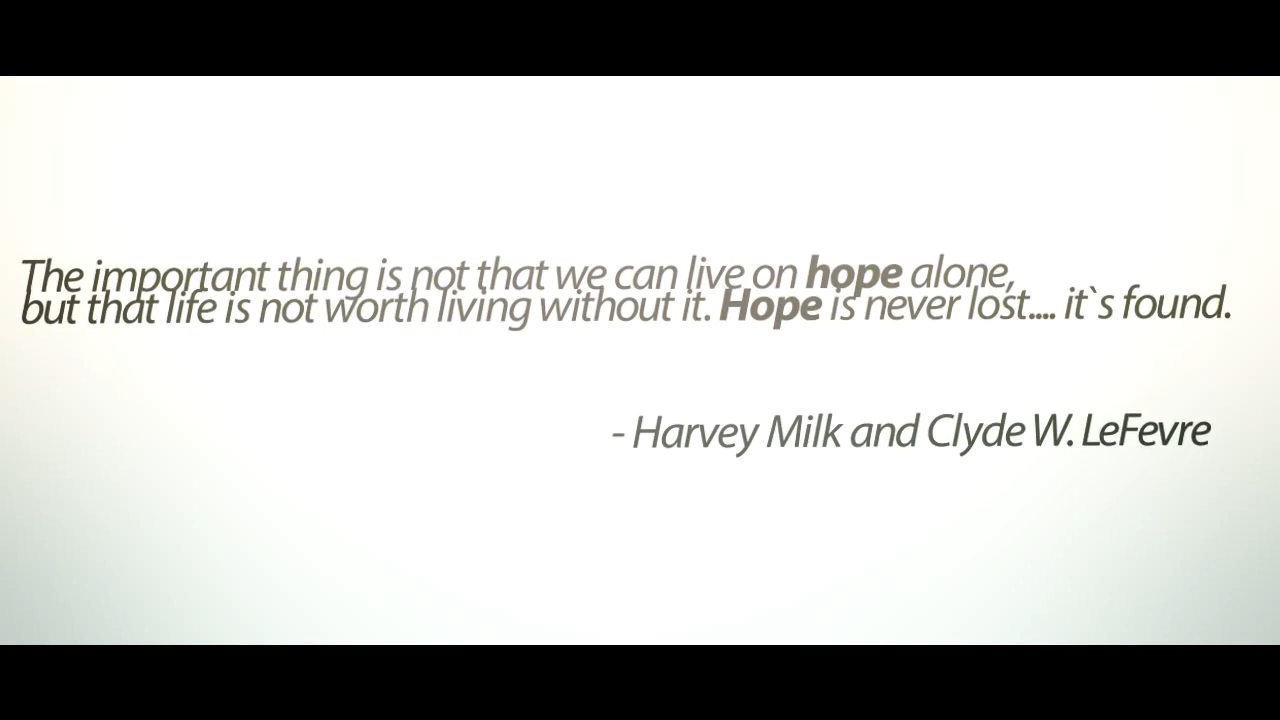 The important thing is not that we can live on hope alone,
but that life is not worth living without it. Hope is never lost.... it`s found.
- Harvey Milk and Clyde W. LeFevre